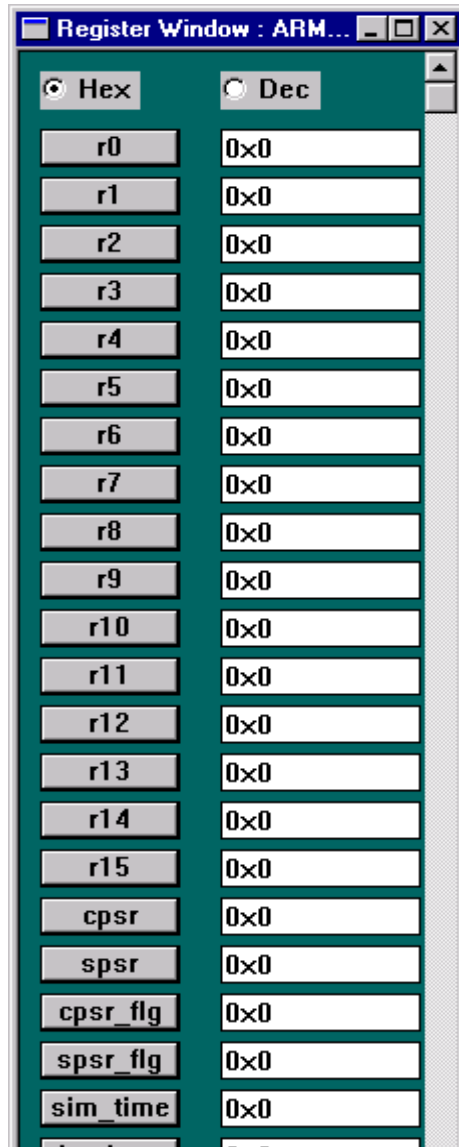 Register Window : ARM...
Hex Dec
r0 0x0
r1 0x0
r2 0x0
r3 0x0
r4 0x0
r5 0x0
r6 0x0
r7 0x0
r8 0x0
r9 0x0
r10 0x0
r11 0x0
r12 0x0
r13 0x0
r14 0x0
r15 0x0
cpsr 0x0
spsr 0x0
cpsr_flg 0x0
spsr_flg 0x0
sim_time 0x0